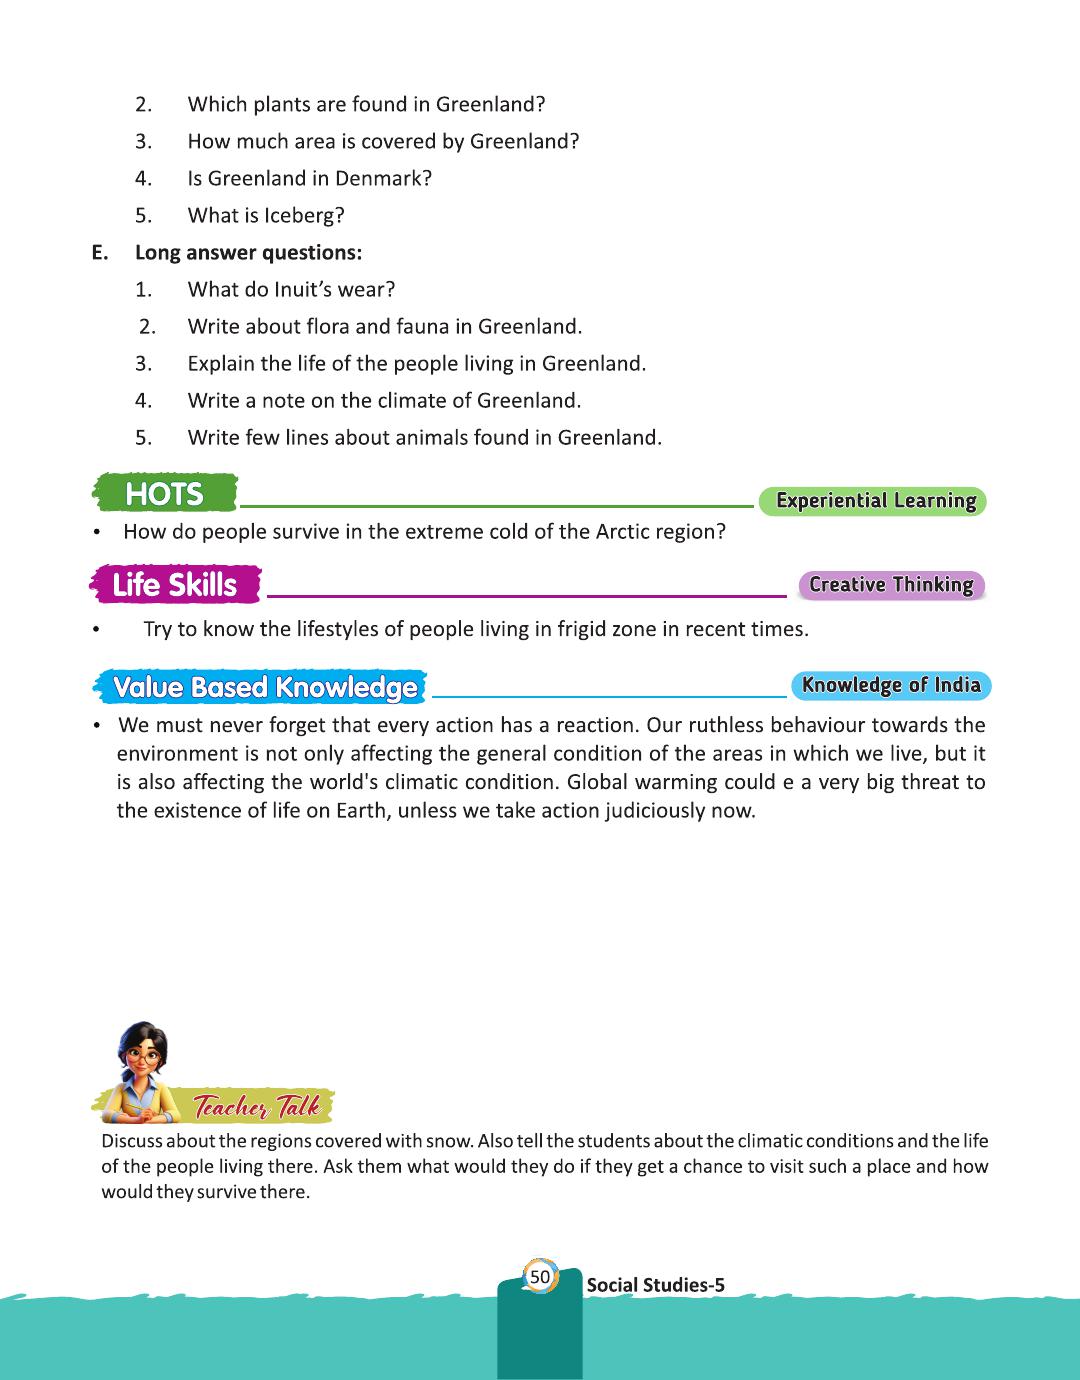 2. Which plants are found in Greenland?
3. How much area is covered by Greenland?
4. Is Greenland in Denmark?
5. What is Iceberg?
E. Long answer questions:
1. What do Inuit’s wear?
2. Write about flora and fauna in Greenland.
3. Explain the life of the people living in Greenland.
4. Write a note on the climate of Greenland.
5. Write few lines about animals found in Greenland.
HOTS Experiential Learning
• How do people survive in the extreme cold of the Arctic region?
Life Skills Creative Thinking
• Try to know the lifestyles of people living in frigid zone in recent times.
Value Based Knowledge Knowledge of India
• We must never forget that every action has a reaction. Our ruthless behaviour towards the
environment is not only affecting the general condition of the areas in which we live, but it
is also affecting the world's climatic condition. Global warming could e a very big threat to
the existence of life on Earth, unless we take action judiciously now.
Teacher Talk
Discuss about the regions covered with snow. Also tell the students about the climatic conditions and the life
of the people living there. Ask them what would they do if they get a chance to visit such a place and how
would they survive there.
50 Social Studies-5